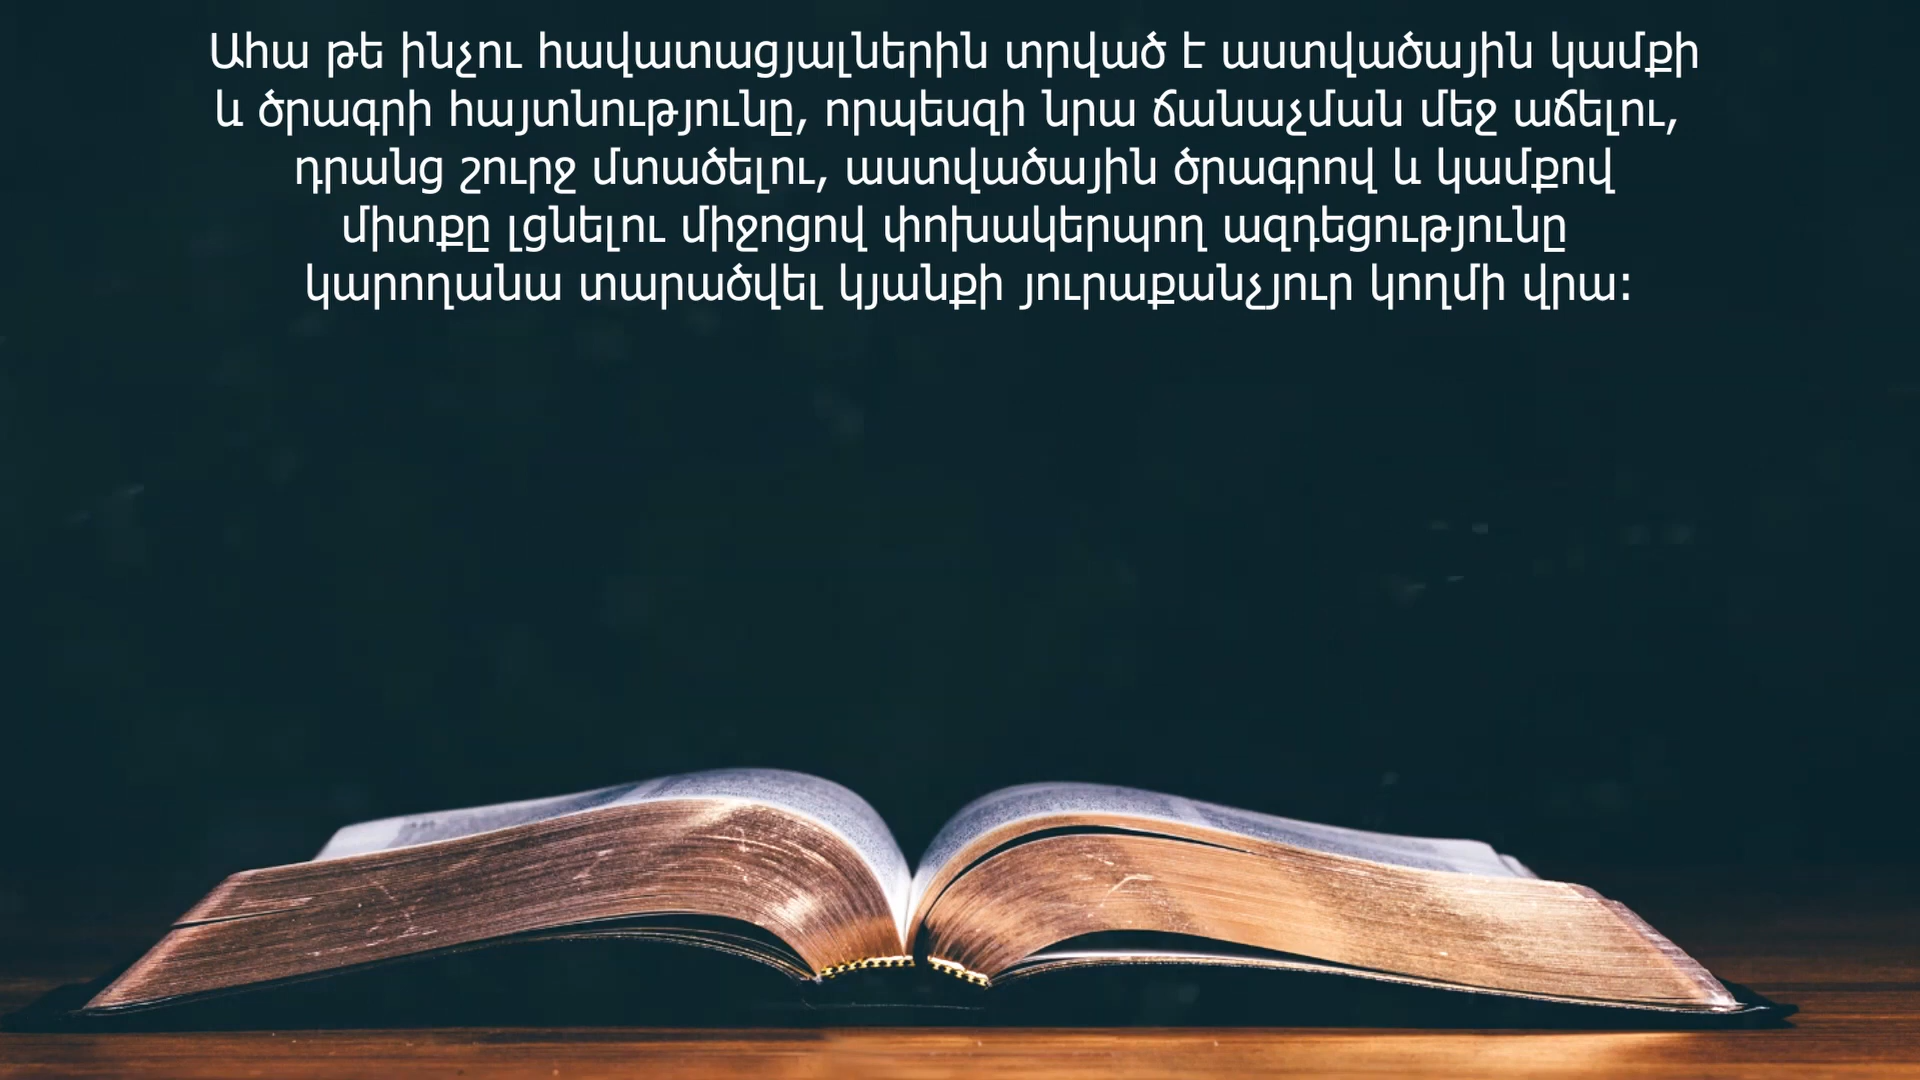 Ահա թե ինչու հավատացյալներին տրված է աստվածային կամքի
և ծրագրի հայտնությունը, որպեսզի նրա ճանաչման մեջ աճելու,
դրանց շուրջ մտածելու, աստվածային ծրագրով և կամքով
միտքը լցնելու միջոցով փոխակերպող ազդեցությունը
կարողանա տարածվել կյանքի յուրաքանչյուր կողմի վրա: